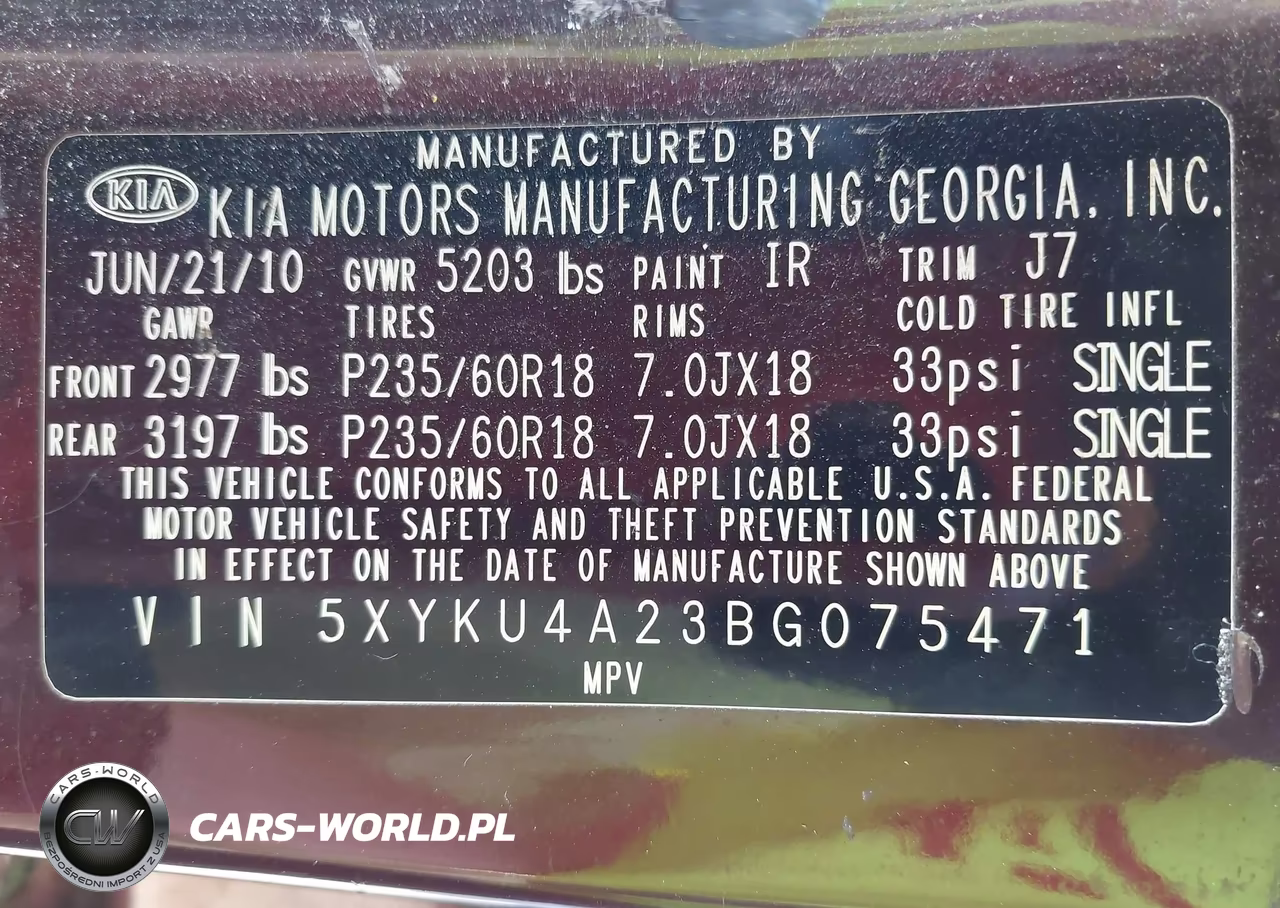 MANUFACTURED BY
KIA KIA MOTORS MANUFACTURING GEORGIA, INC.
JUN/21/10 GVWR 5203 lbs PAINT IR TRIM J7
GAWR TIRES RIMS COLD TIRE INFL
FRONT 2977 lbs P235/60R18 7.0JX18 33psi SINGLE
REAR 3197 lbs P235/60R18 7.0JX18 33psi SINGLE
THIS VEHICLE CONFORMS TO ALL APPLICABLE U.S.A. FEDERAL
MOTOR VEHICLE SAFETY AND THEFT PREVENTION STANDARDS
IN EFFECT ON THE DATE OF MANUFACTURE SHOWN ABOVE
VIN 5XYKU4A23BG075471
MPV
CARS-WORLD
CW
BEZPOŚREDNI IMPORT Z USA
CARS-WORLD.PL